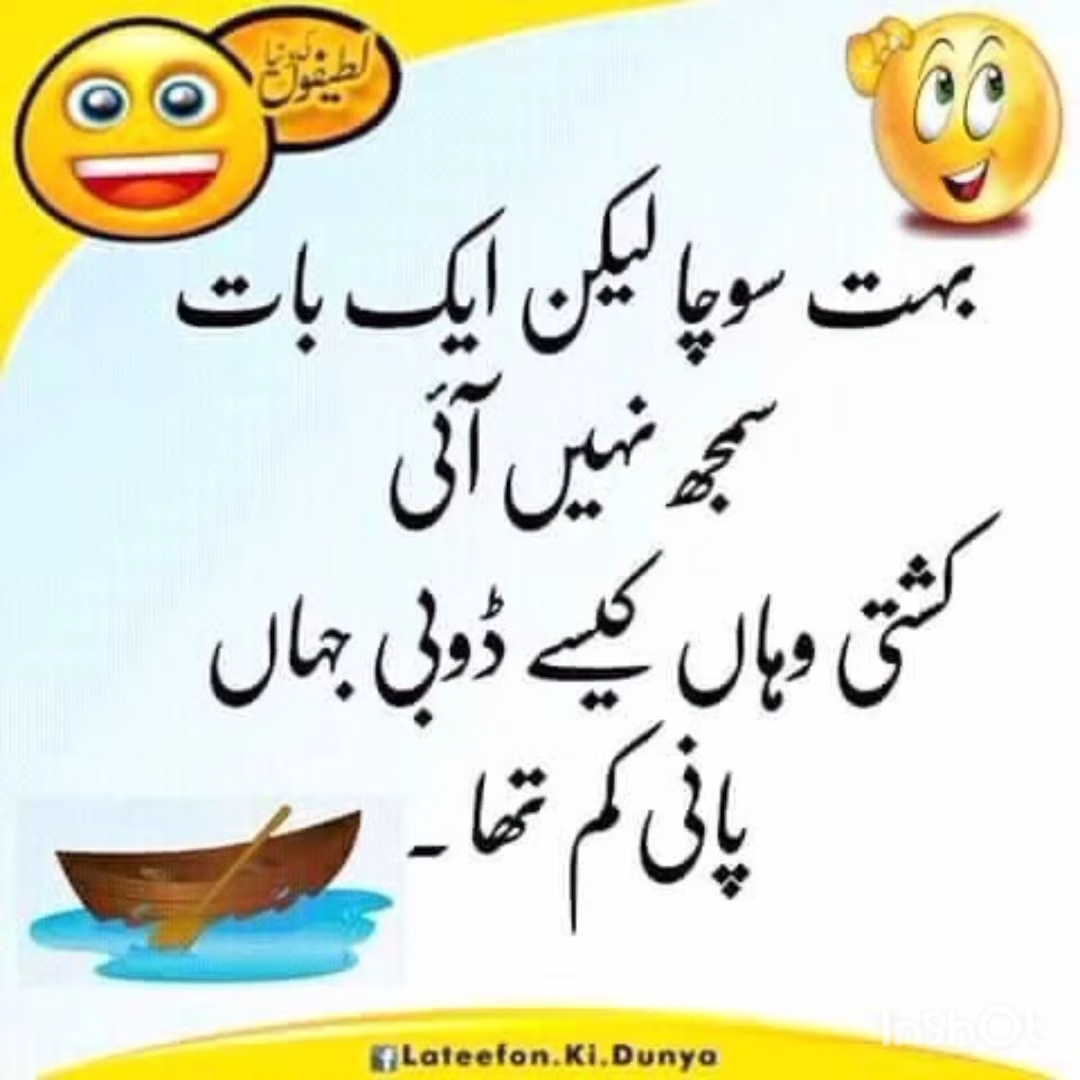 لطیفوں کی دنیا
بہت سوچا لیکن ایک بات
سمجھ نہیں آئی
کشتی وہاں کیسے ڈوبی جہاں
پانی کم تھا۔
Lateefon.Ki.Dunya
InShOt